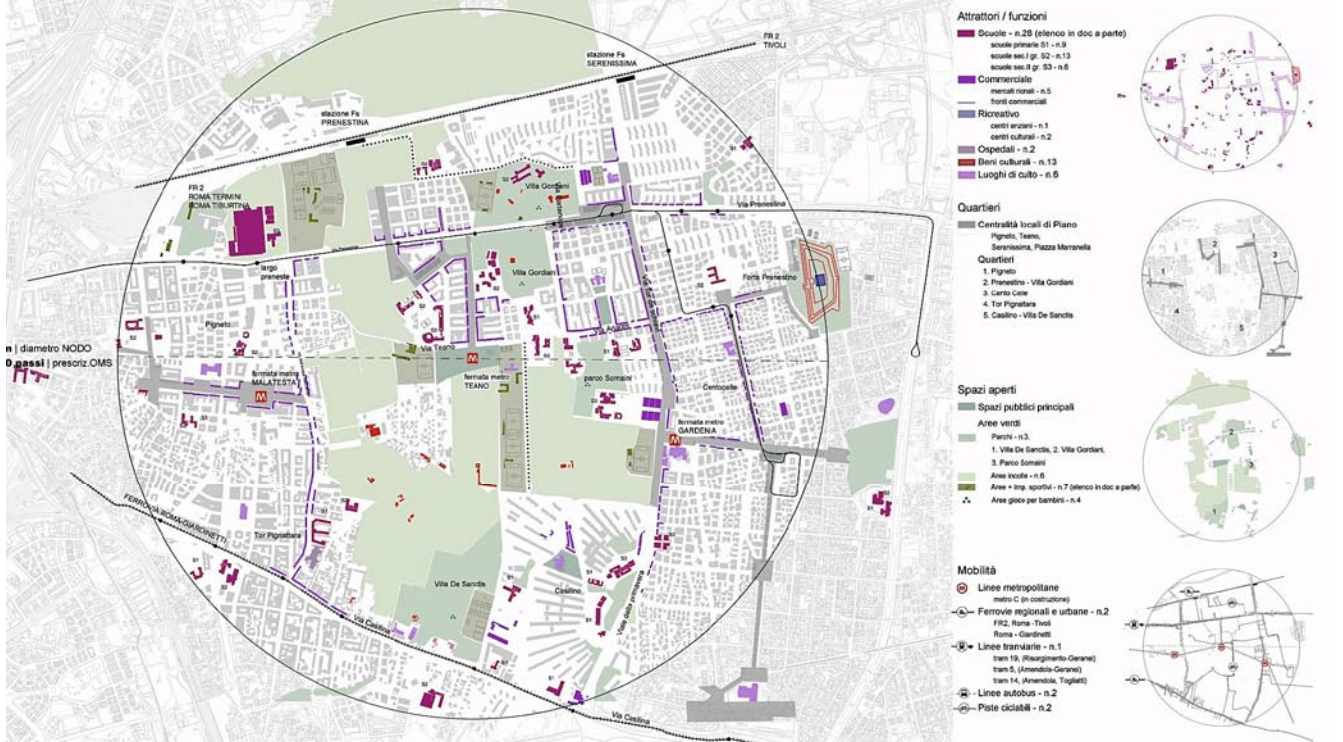 FR 2
TIVOLI
stazione Fs
SERENISSIMA
stazione Fs
PRENESTINA
FR 2
ROMA TERMINI
ROMA TIBURTINA
Villa Gordiani
Via Prenestina
largo
preneste
Villa Gordiani
Forte Prenestino
Pigneto
Via Teano
n | diametro NODO
0 passi | prescriz.OMS
fermata metro
MALATESTA
fermata metro
TEANO
parco Somaini
Centocelle
fermata metro
GARDENIA
FERROVIA ROMA-GIARDINETTI
Tor Pignattara
Villa De Sanctis
Casilino
Viale della primavera
Via Casilina
Via Casilina
Attrattori / funzioni
Scuole - n.28 (elenco in doc a parte)
scuole primarie S1 - n.9
scuole sec.I gr. S2 - n.13
scuole sec.II gr. S3 - n.6
Commerciale
mercati rionali - n.5
fronti commerciali
Ricreativo
centri anziani - n.1
centri culturali - n.2
Ospedali - n.2
Beni culturali - n.13
Luoghi di culto - n.6
Quartieri
Centralità locali di Piano
Pigneto, Teano,
Serenissima, Piazza Marranella
Quartieri
1. Pigneto
2. Prenestino - Villa Gordiani
3. Cento Celle
4. Tor Pignattara
5. Casilino - Villa De Sanctis
Spazi aperti
Spazi pubblici principali
Aree verdi
Parchi - n.3.
1. Villa De Sanctis, 2. Villa Gordiani,
3. Parco Somaini
Aree incolte - n.6
Aree + imp. sportivi - n.7 (elenco in doc a parte)
Aree gioco per bambini - n.4
Mobilità
Linee metropolitane
metro C (in costruzione)
Ferrovie regionali e urbane - n.2
FR2, Roma -Tivoli
Roma - Giardinetti
Linee tranviarie - n.1
tram 19, (Risorgimento-Gerani)
tram 5, (Amendola-Gerani)
tram 14, (Amendola, Togliatti)
Linee autobus - n.2
Piste ciclabili - n.2